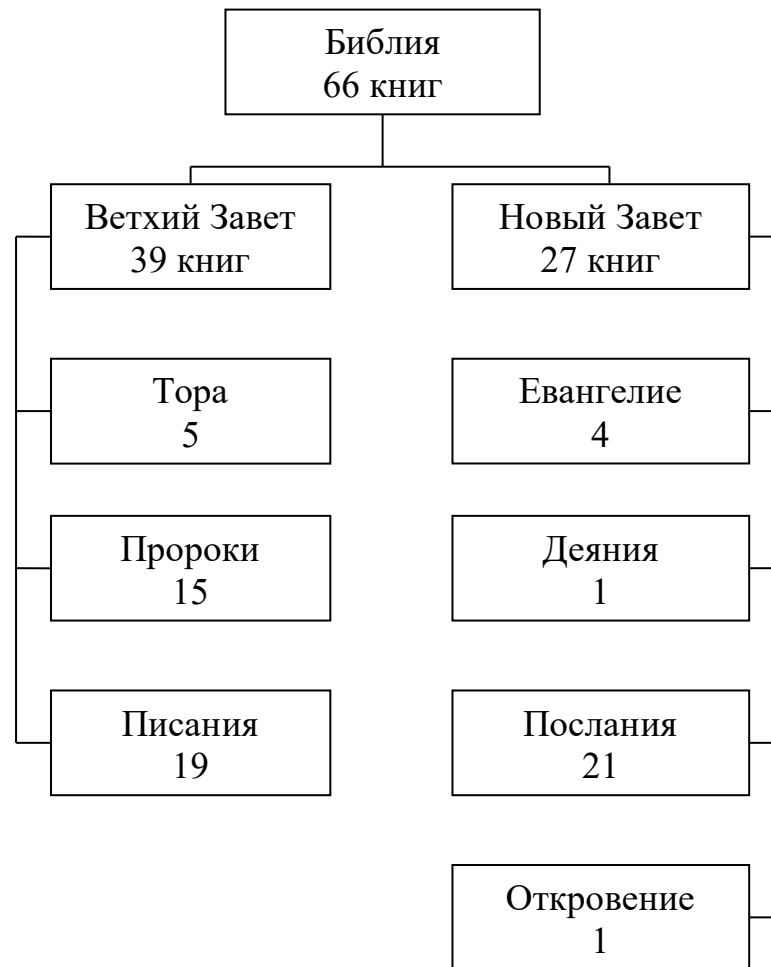 Библия
66 книг
Ветхий Завет
39 книг
Новый Завет
27 книг
Тора
5
Евангелие
4
Пророки
15
Деяния
1
Писания
19
Послания
21
Откровение
1